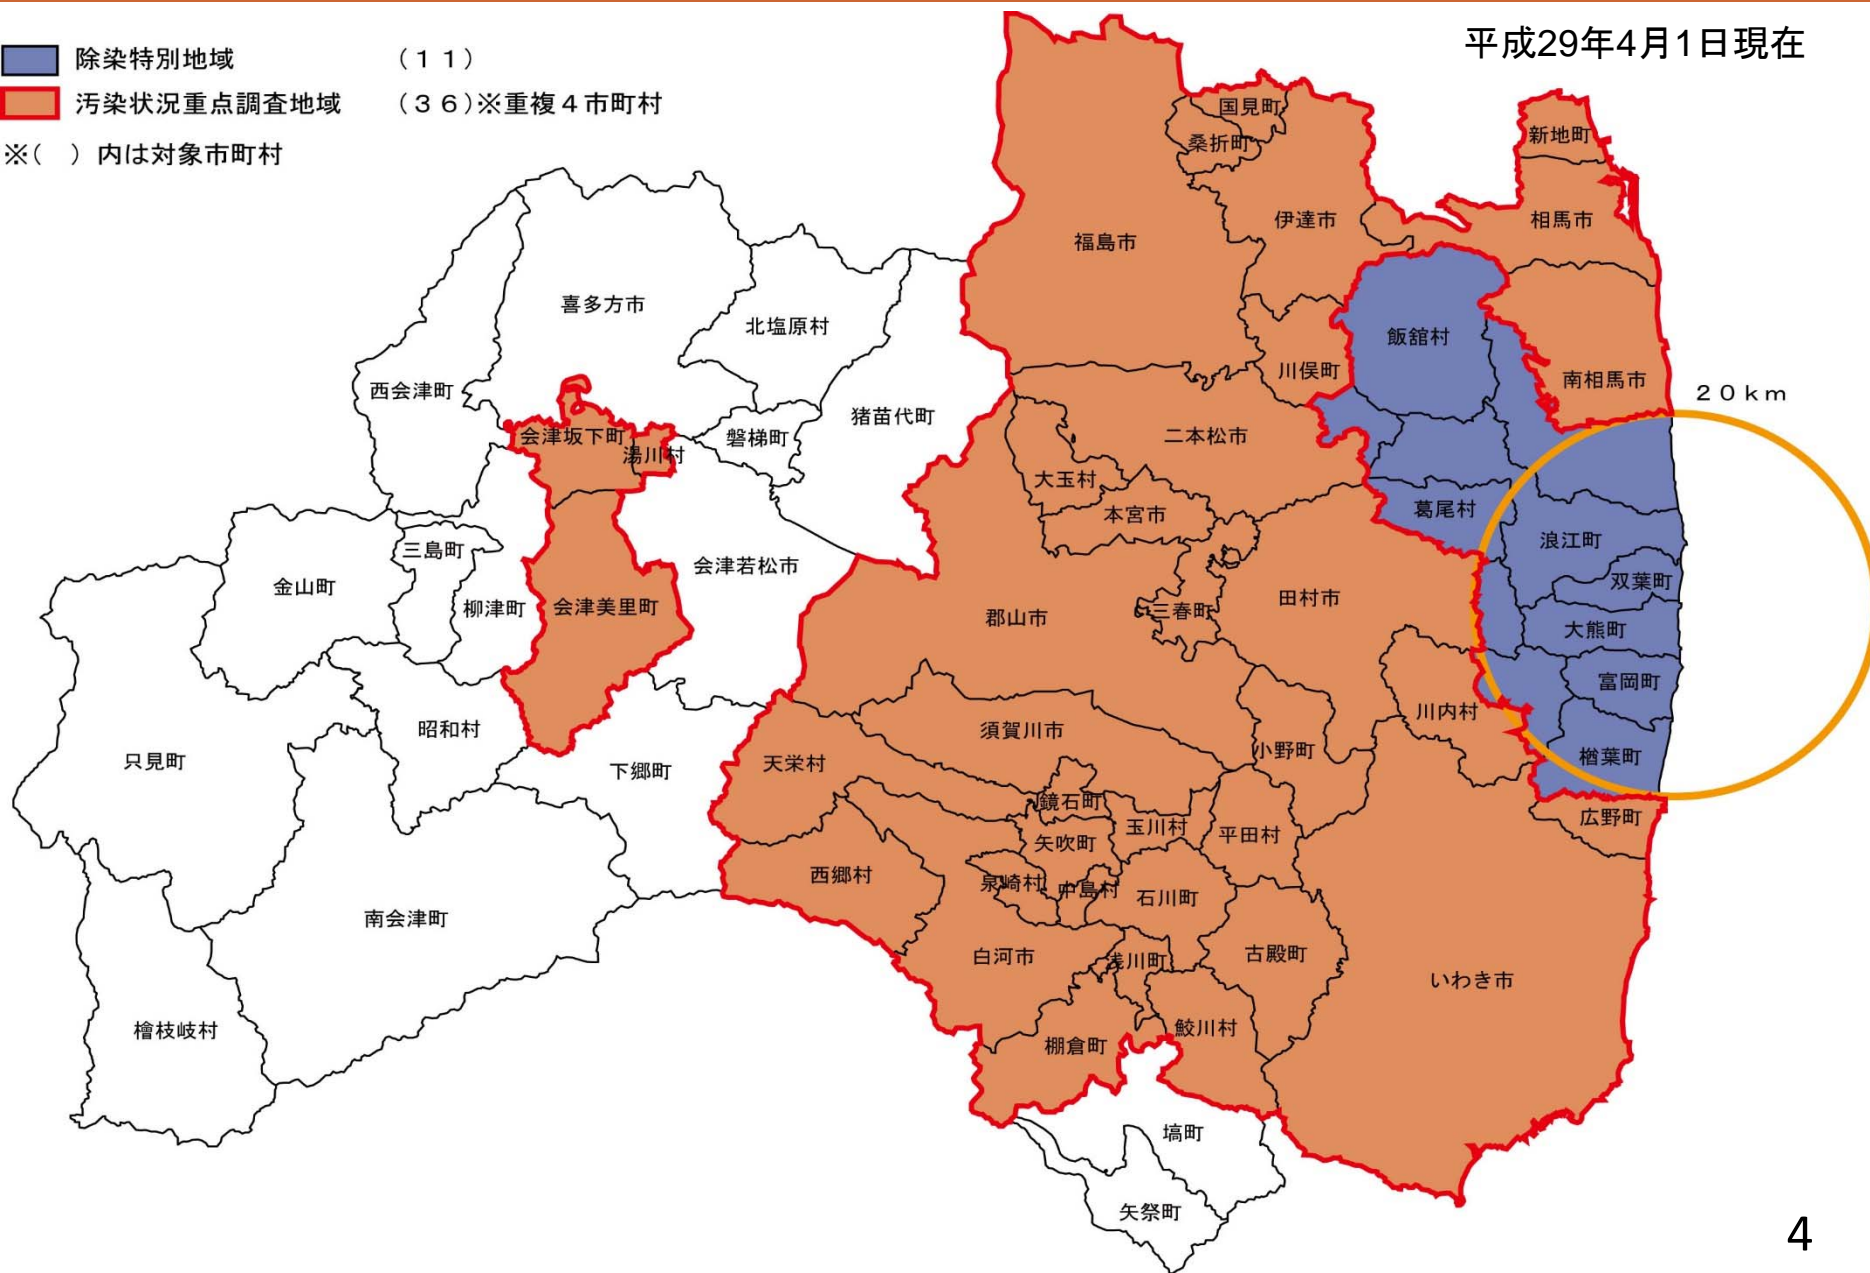 平成29年4月1日現在
除染特別地域 （１１）
汚染状況重点調査地域 （３６）※重複４市町村
※(　）内は対象市町村
国見町
桑折町
新地町
伊達市
相馬市
福島市
喜多方市
北塩原村
飯舘村
川俣町
南相馬市
西会津町
２０ｋｍ
猪苗代町
会津坂下町
磐梯町
二本松市
湯川村
大玉村
葛尾村
本宮市
浪江町
三島町
会津若松市
双葉町
金山町
柳津町
会津美里町
田村市
三春町
郡山市
大熊町
富岡町
川内村
昭和村
須賀川市
小野町
只見町
下郷町
天栄村
楢葉町
鏡石町
広野町
玉川村
平田村
矢吹町
西郷村
泉崎村
中島村
石川町
南会津町
白河市
浅川町
古殿町
いわき市
檜枝岐村
鮫川村
棚倉町
塙町
矢祭町
4